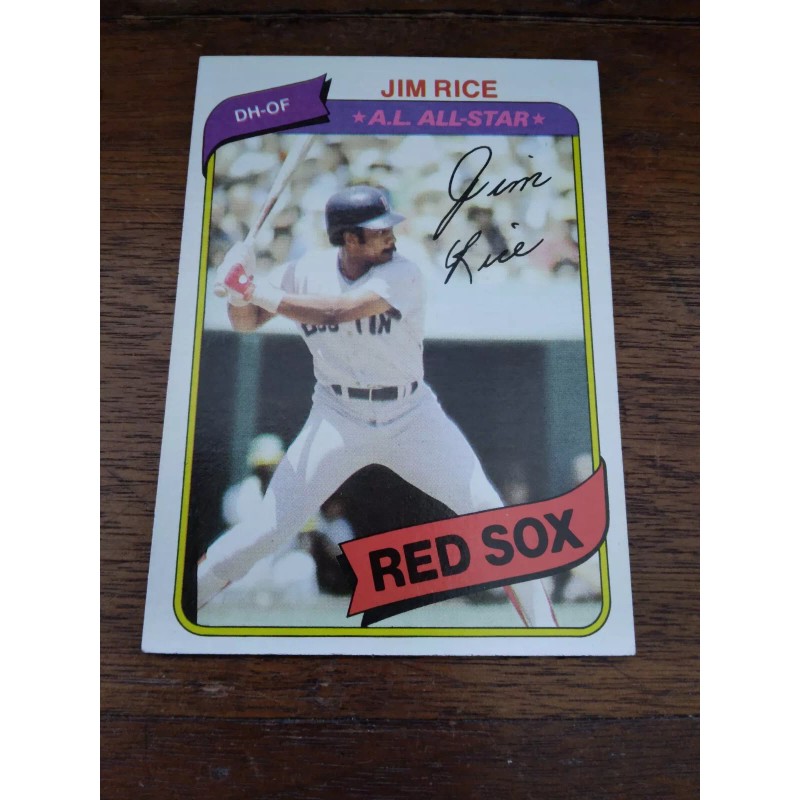 JIM RICE
DH-OF
★A.L. ALL-STAR★
Jim
Rice
RED SOX